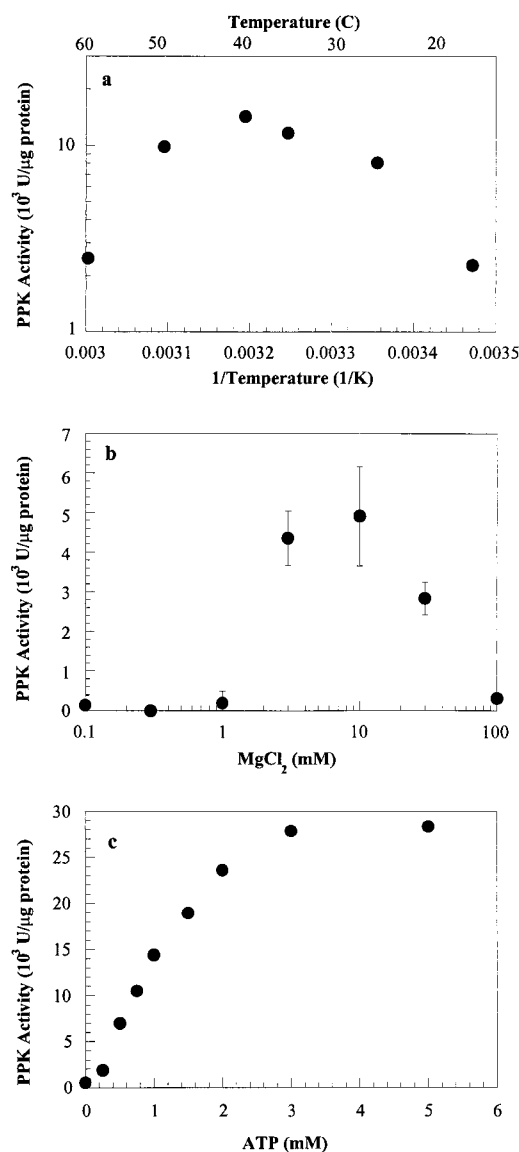 Temperature (C)
60 50 40 30 20
a
10
1
PPK Activity (10³ U/µg protein)
0.003 0.0031 0.0032 0.0033 0.0034 0.0035
1/Temperature (1/K)
b
7
6
5
4
3
2
1
0
PPK Activity (10³ U/µg protein)
0.1 1 10 100
MgCl₂ (mM)
c
30
25
20
15
10
5
0
PPK Activity (10³ U/µg protein)
0 1 2 3 4 5 6
ATP (mM)